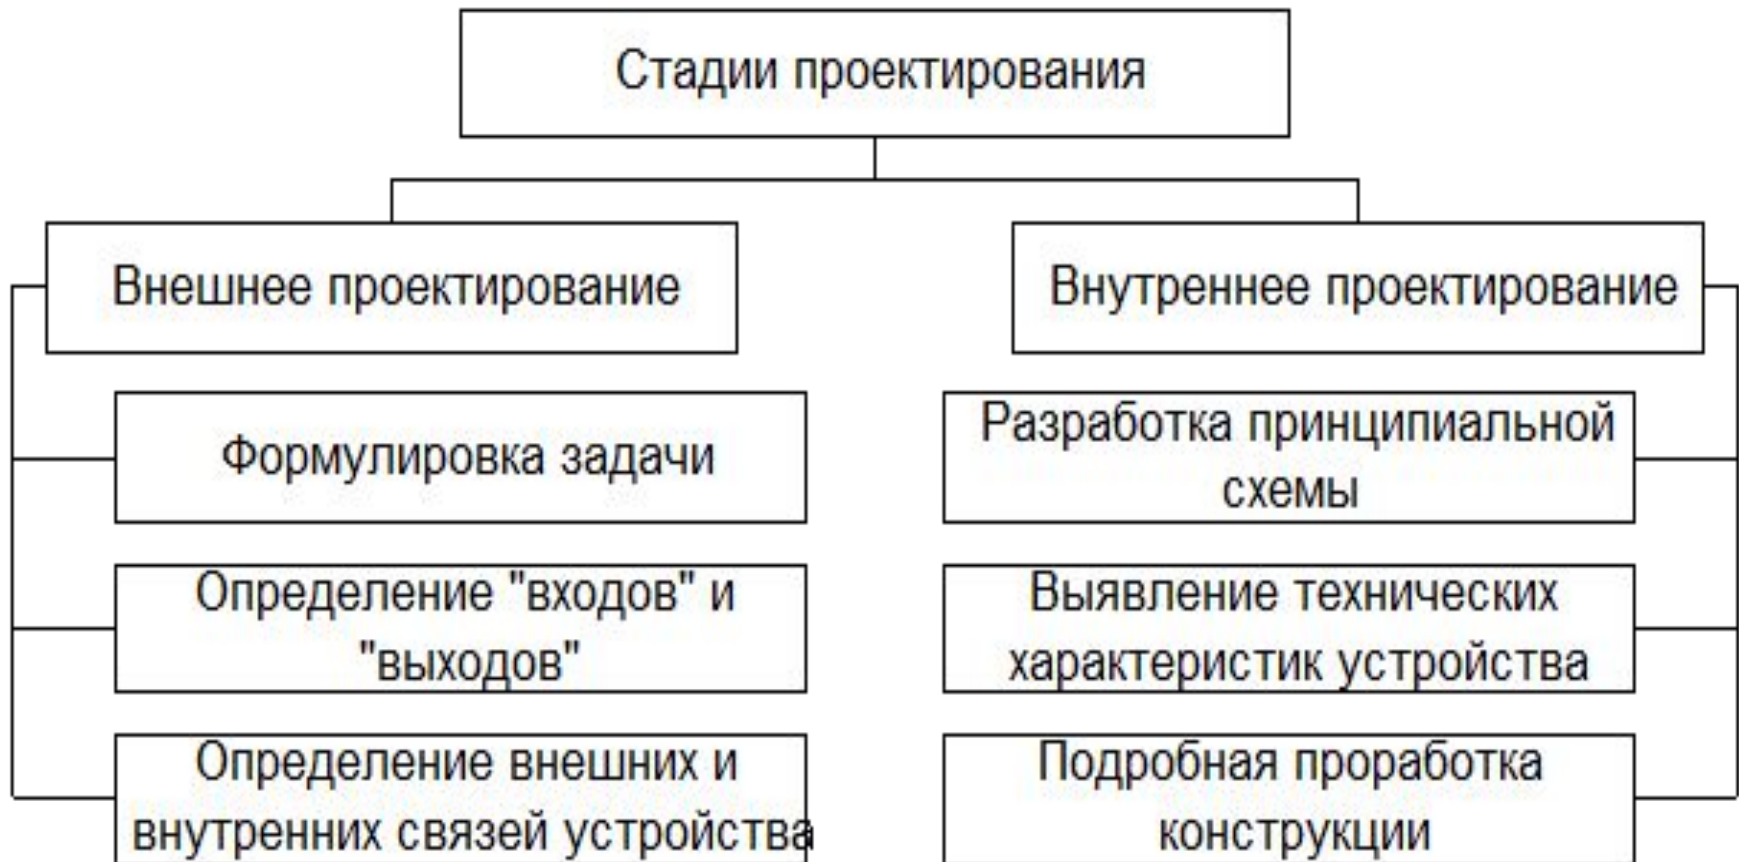 Стадии проектирования
Внешнее проектирование
Формулировка задачи
Определение "входов" и
"выходов"
Определение внешних и
внутренних связей устройства
Внутреннее проектирование
Разработка принципиальной
схемы
Выявление технических
характеристик устройства
Подробная проработка
конструкции